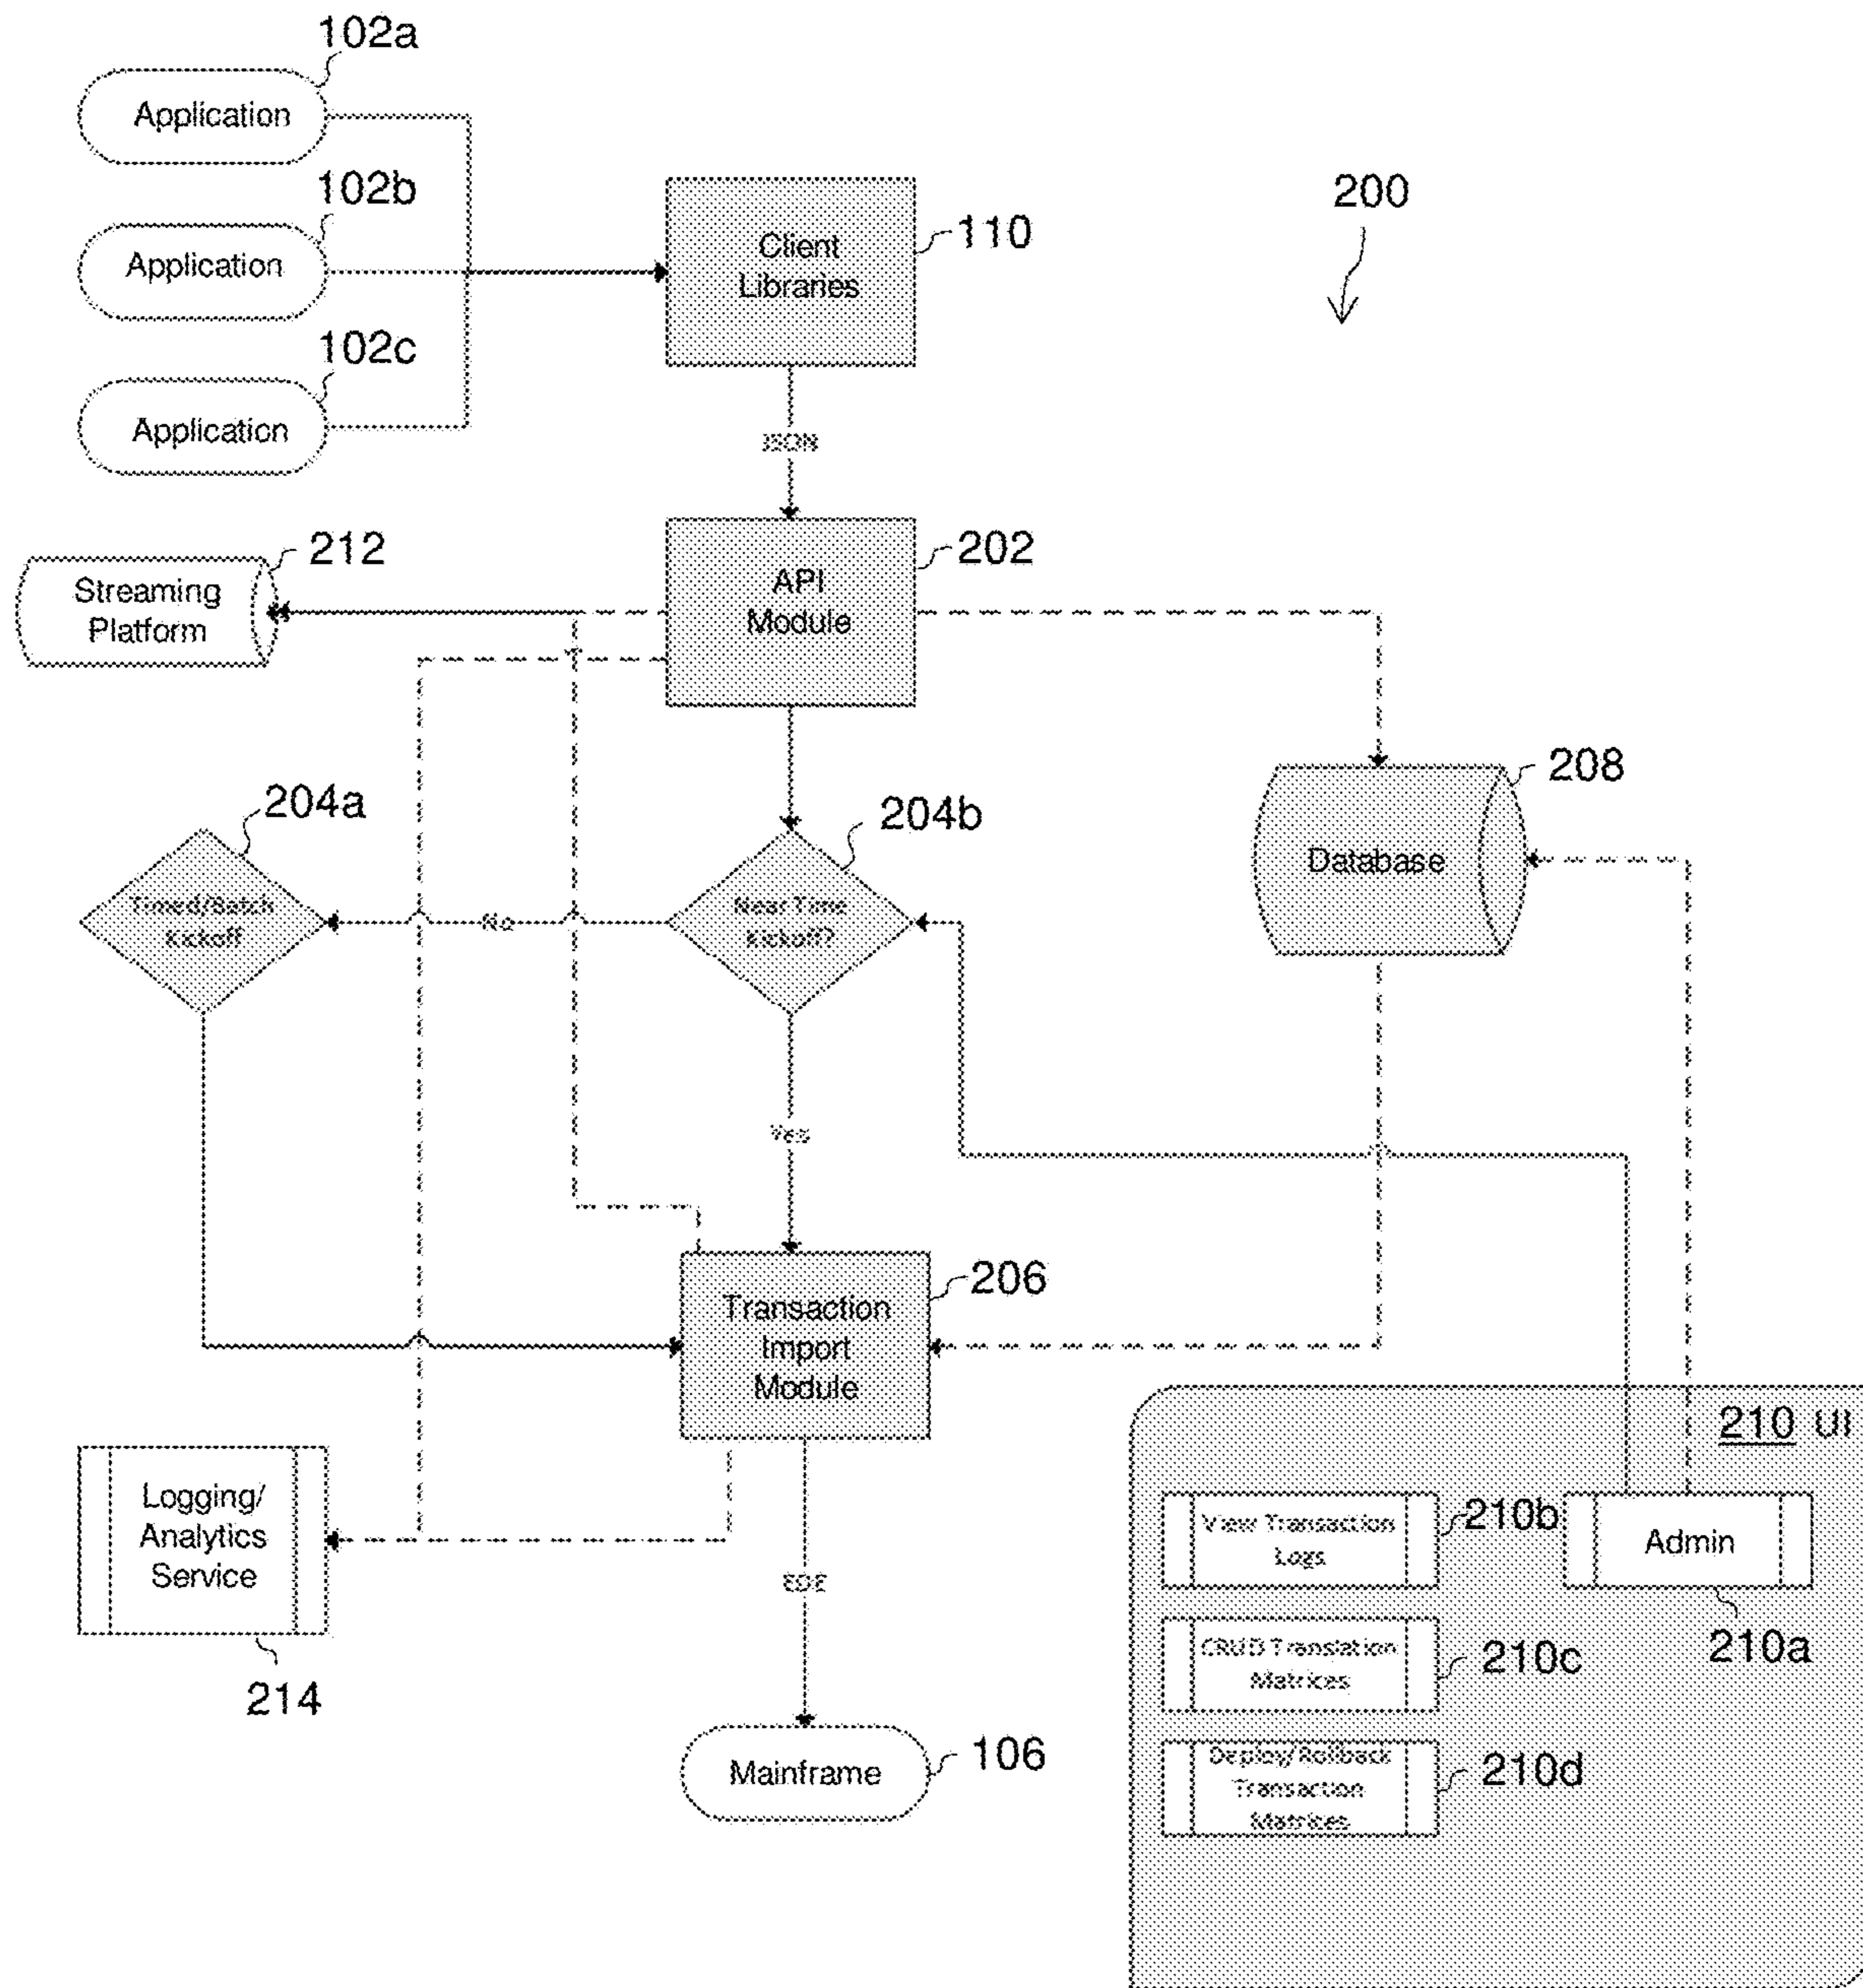 102a
Application
102b
Application
102c
Application
Client
Libraries
110
200
JSON
212
Streaming
Platform
API
Module
202
204a
Timed/Batch
Kickoff
No
204b
Near Time
Kickoff?
208
Database
Yes
206
Transaction
Import
Module
Logging/
Analytics
Service
214
EDE
Mainframe
106
210 UI
View Transaction
Logs
210b
Admin
210a
CRUD Translation
Matrices
210c
Deploy/Rollback
Transaction
Matrices
210d